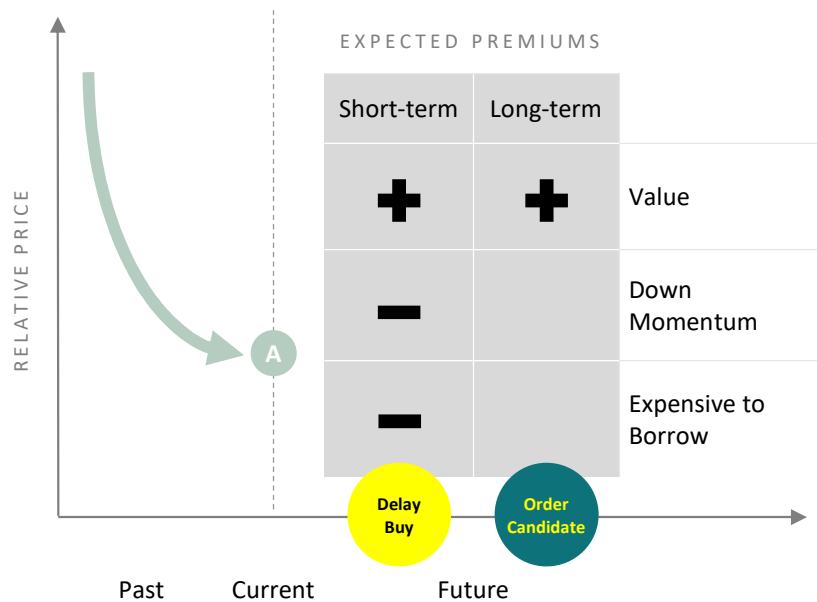 EXPECTED PREMIUMS
Short-term Long-term
Value
Down
Momentum
Expensive to
Borrow
RELATIVE PRICE
A
Delay
Buy
Order
Candidate
Past Current Future